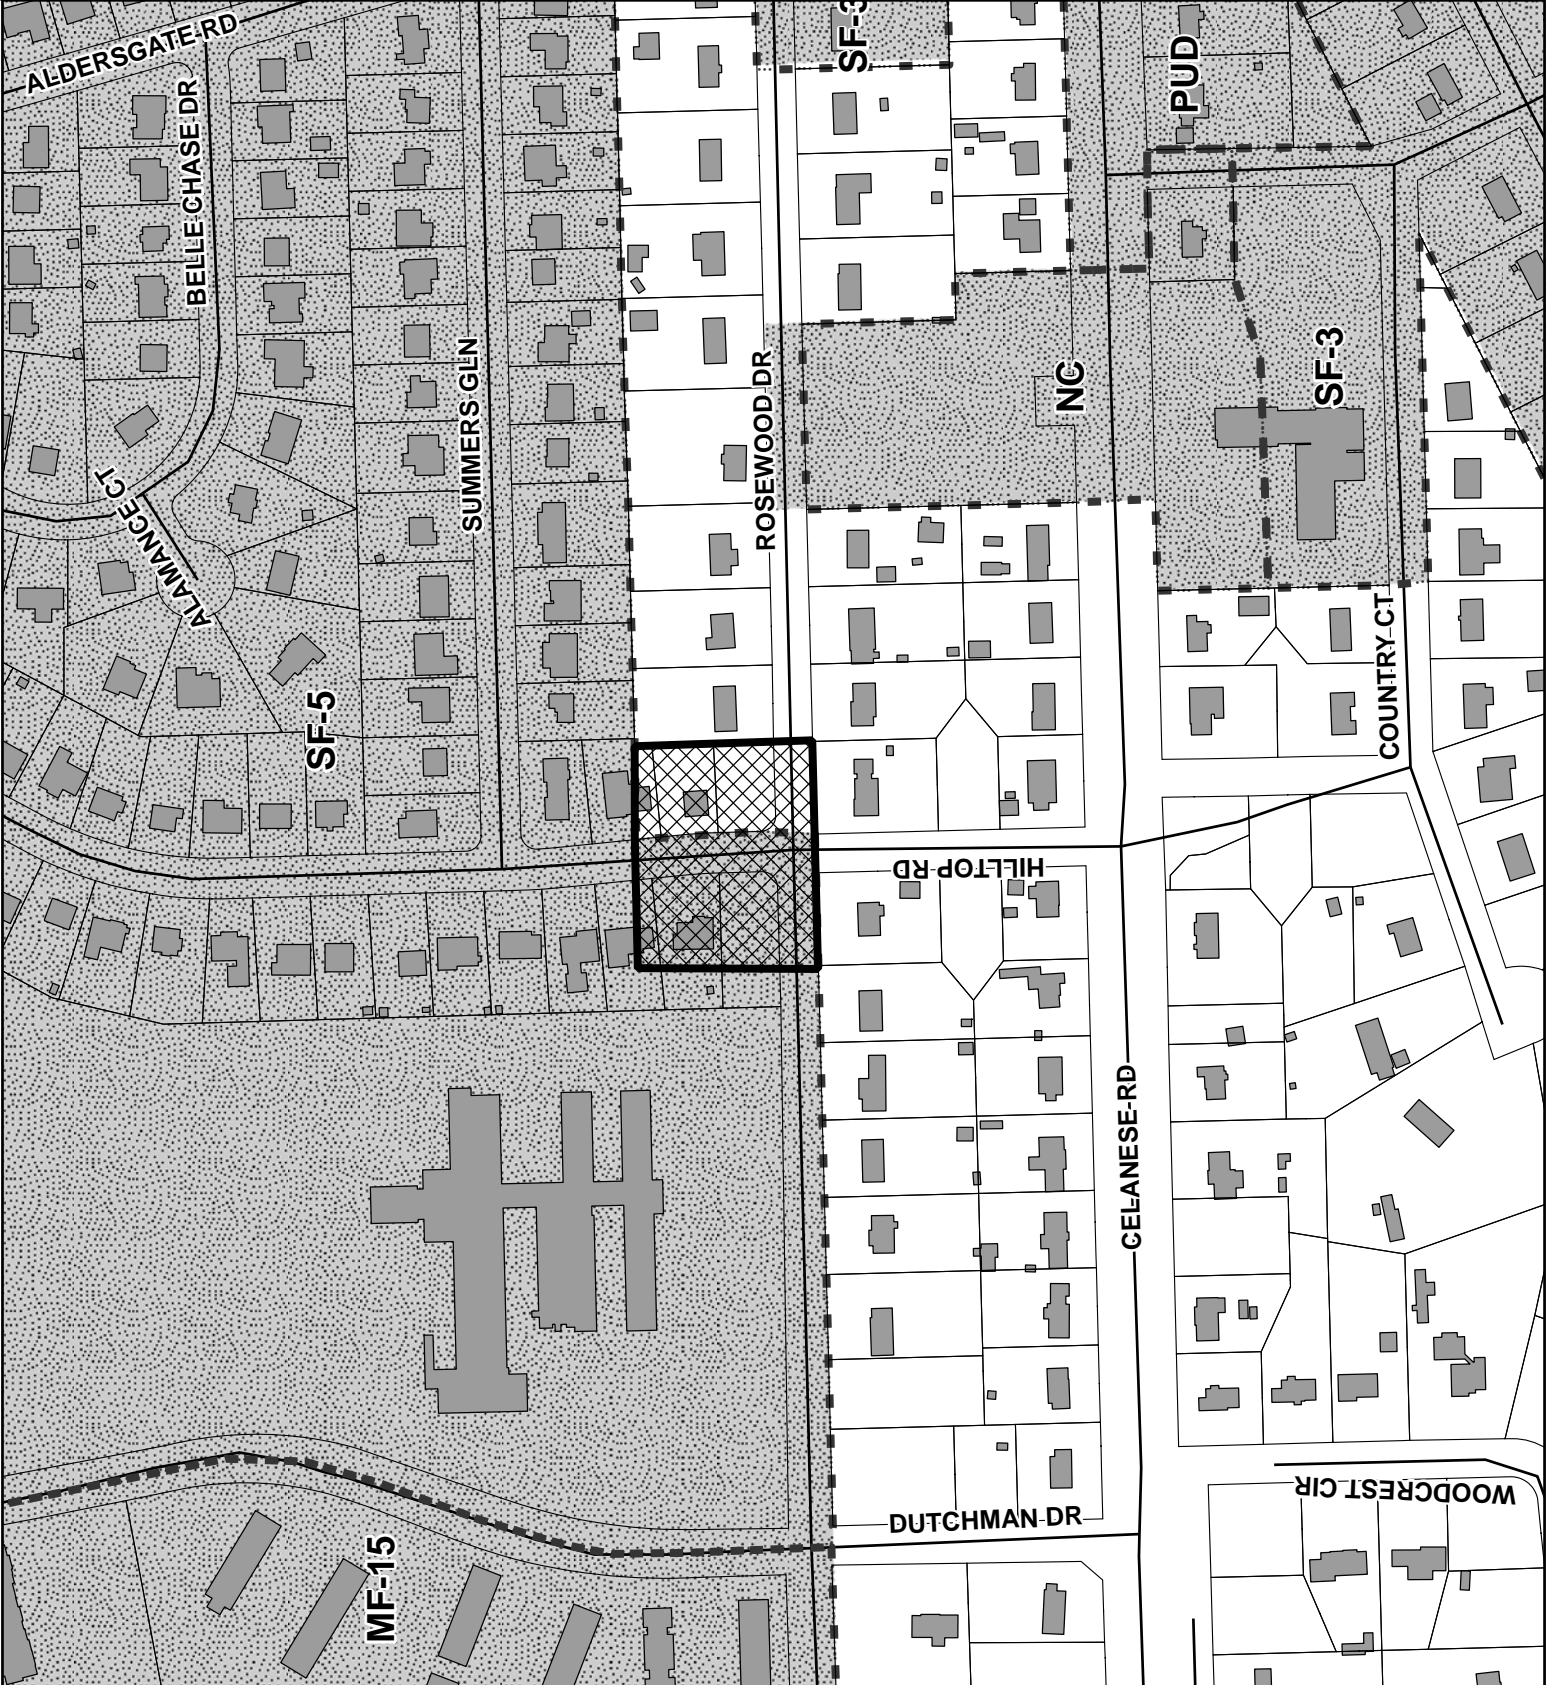 ALDERSGATE RD
BELLE CHASE DR
SF-3
PUD
SUMMERS GLN
ROSEWOOD DR
NC
SF-3
ALAMANCE CT
SF-5
COUNTRY CT
HILLTOP RD
CELANESE RD
WOODCREST CIR
DUTCHMAN DR
MF-15